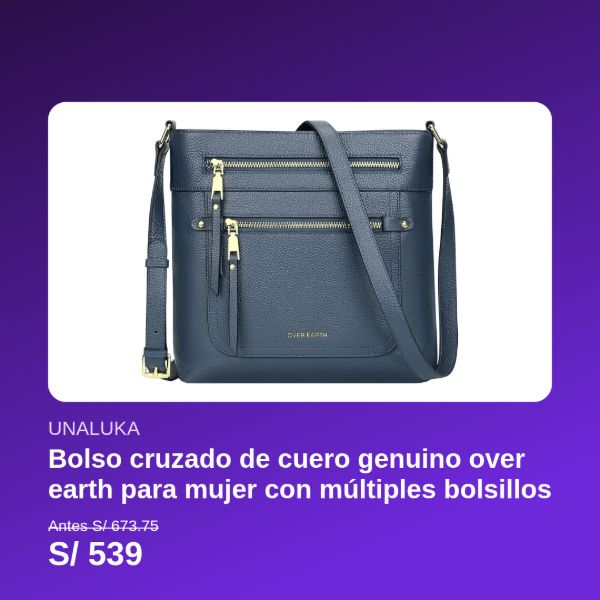 OVER EARTH
UNALUKA
Bolso cruzado de cuero genuino over
earth para mujer con múltiples bolsillos
Antes S/ 673.75
S/ 539